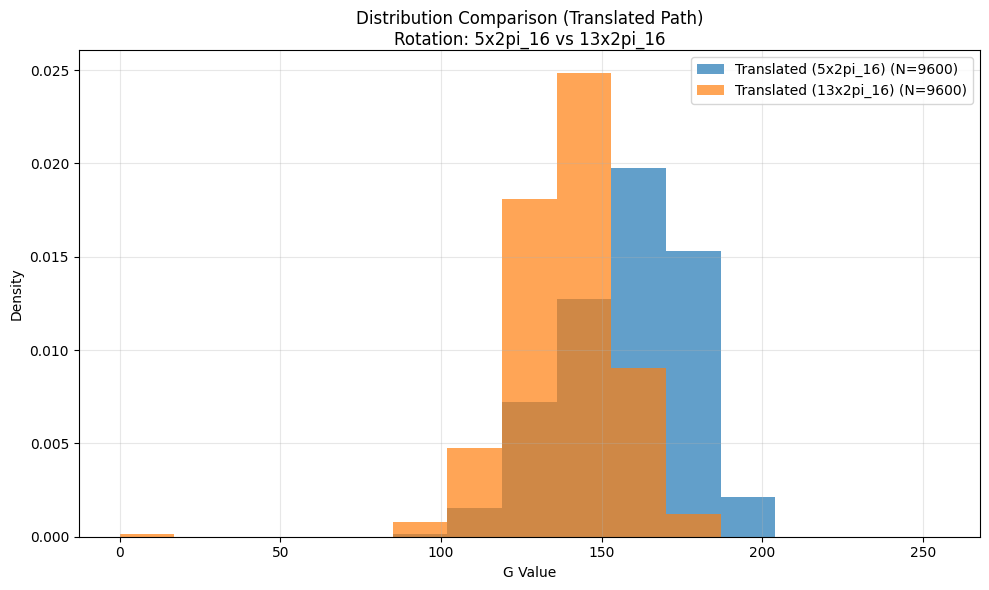 Distribution Comparison (Translated Path)
Rotation: 5x2pi_16 vs 13x2pi_16
Translated (5x2pi_16) (N=9600)
Translated (13x2pi_16) (N=9600)
Density
0.025
0.020
0.015
0.010
0.005
0.000
0 50 100 150 200 250
G Value